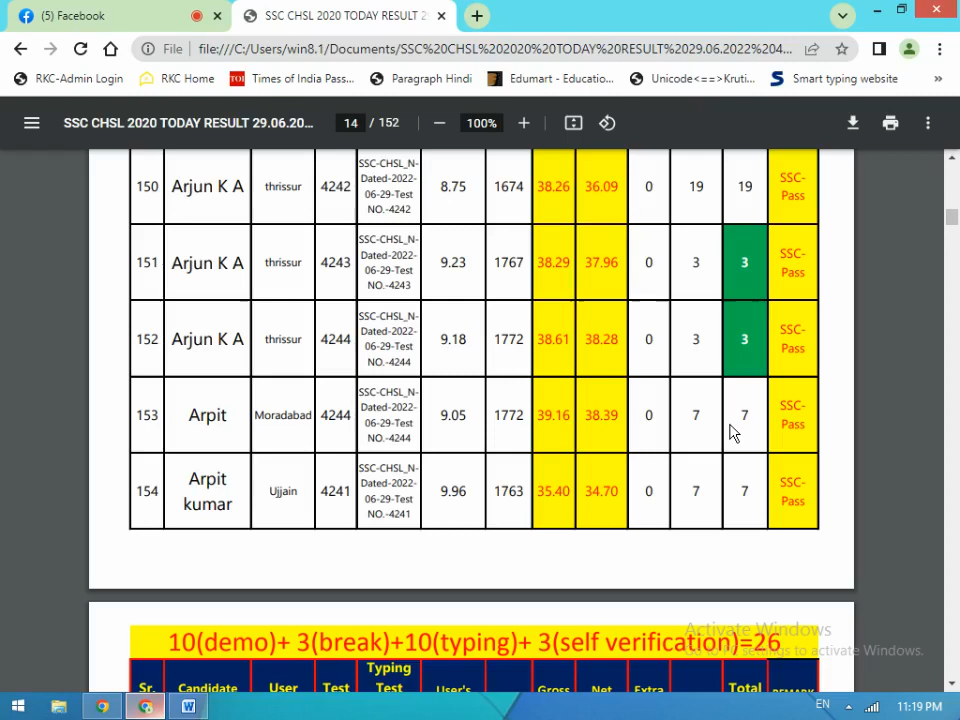 (5) Facebook
SSC CHSL 2020 TODAY RESULT 2
File
file:///C:/Users/win8.1/Documents/SSC%20CHSL%202020%20TODAY%20RESULT%2029.06.2022%204...
RKC-Admin Login
RKC Home
TOI Times of India Pass...
Paragraph Hindi
Edumart - Educatio...
Unicode<==>Kruti...
S Smart typing website
»
SSC CHSL 2020 TODAY RESULT 29.06.20...
14 / 152
100%
150 Arjun K A thrissur 4242 SSC-CHSL_N-Dated-2022-06-29-Test NO.-4242 8.75 1674 38.26 36.09 0 19 19 SSC-Pass
151 Arjun K A thrissur 4243 SSC-CHSL_N-Dated-2022-06-29-Test NO.-4243 9.23 1767 38.29 37.96 0 3 3 SSC-Pass
152 Arjun K A thrissur 4244 SSC-CHSL_N-Dated-2022-06-29-Test NO.-4244 9.18 1772 38.61 38.28 0 3 3 SSC-Pass
153 Arpit Moradabad 4244 SSC-CHSL_N-Dated-2022-06-29-Test NO.-4244 9.05 1772 39.16 38.39 0 7 7 SSC-Pass
154 Arpit kumar Ujjain 4241 SSC-CHSL_N-Dated-2022-06-29-Test NO.-4241 9.96 1763 35.40 34.70 0 7 7 SSC-Pass
Activate Windows
Go to PC settings to activate Windows.
10(demo)+ 3(break)+10(typing)+ 3(self verification)=26
Sr. Candidate User Test Typing Test User's Gross Net Extra Total REMARK
EN
11:19 PM